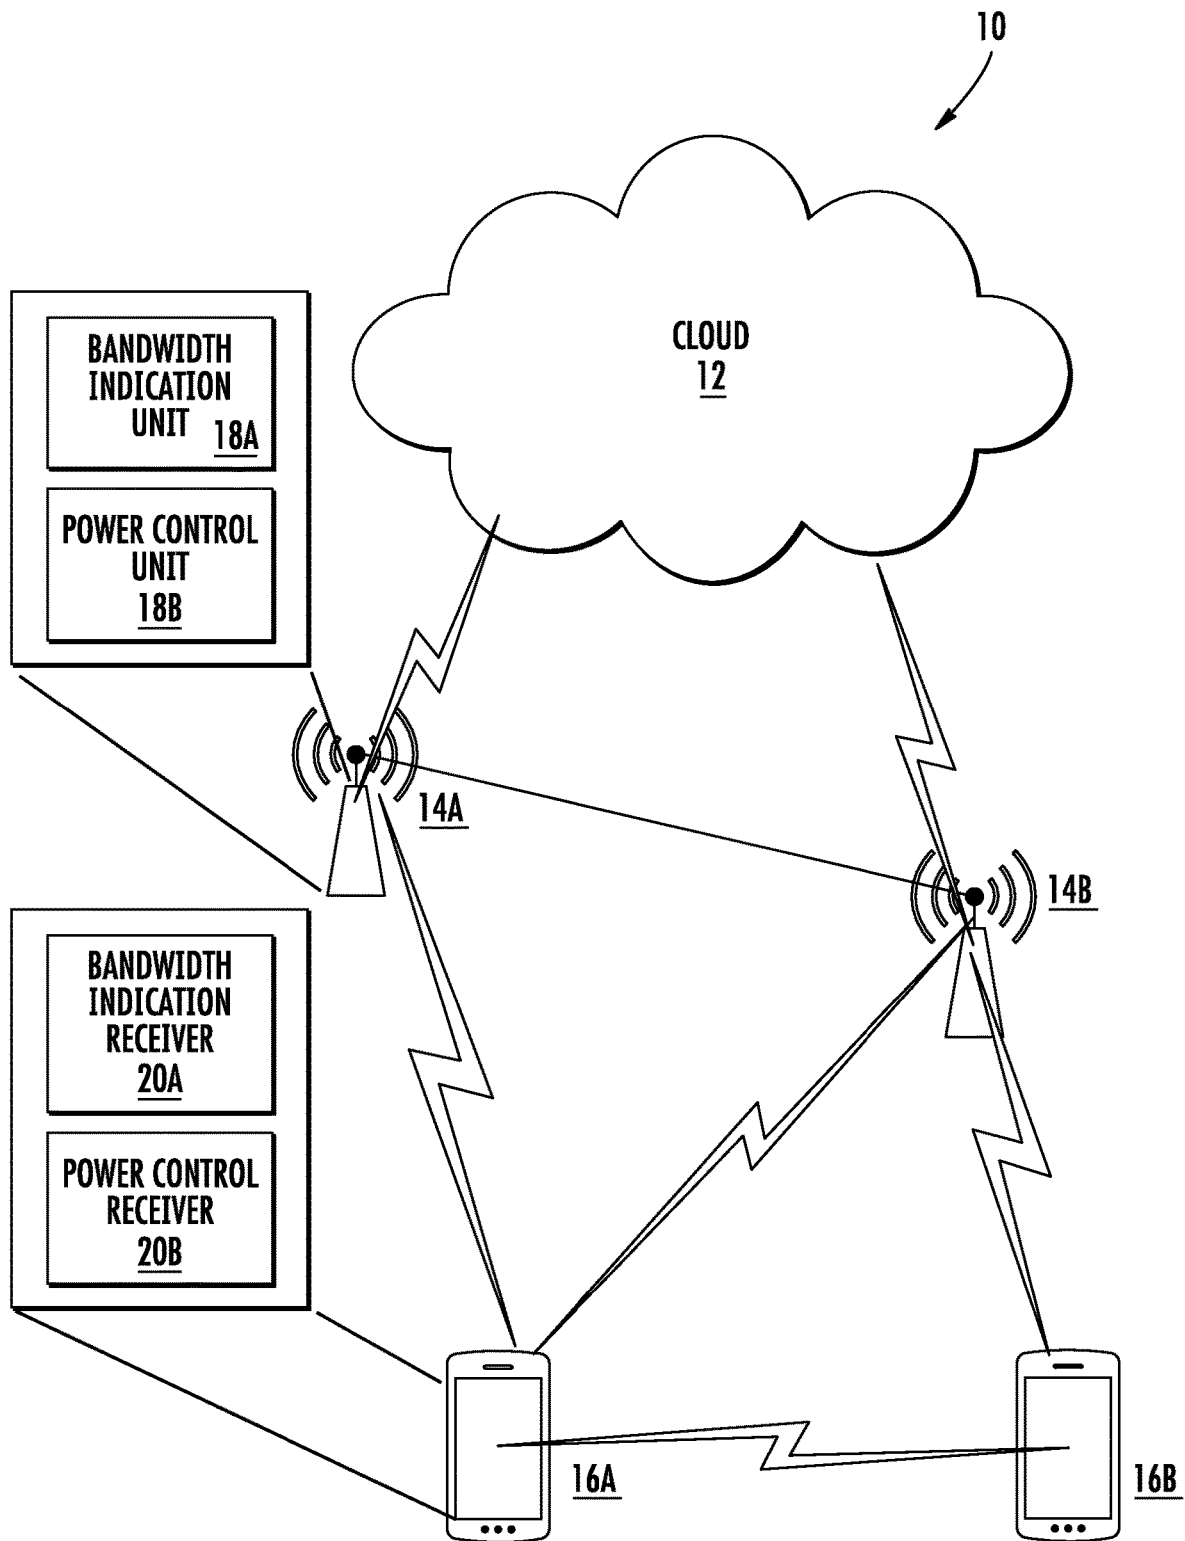 10
CLOUD
12
BANDWIDTH
INDICATION
UNIT
18A
POWER CONTROL
UNIT
18B
14A
14B
BANDWIDTH
INDICATION
RECEIVER
20A
POWER CONTROL
RECEIVER
20B
16A
16B